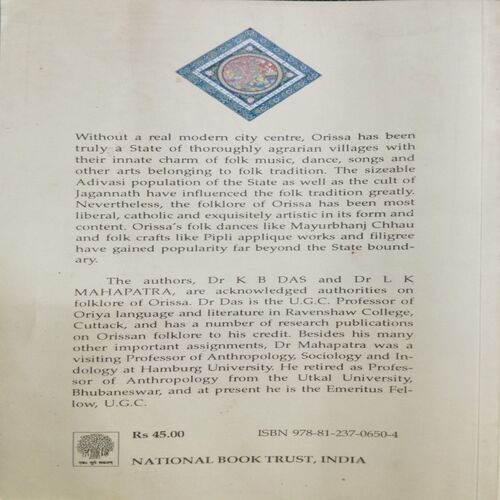 Without a real modern city centre, Orissa has been
truly a State of thoroughly agrarian villages with
their innate charm of folk music, dance, songs and
other arts belonging to folk tradition. The sizeable
Adivasi population of the State as well as the cult of
Jagannath have influenced the folk tradition greatly.
Nevertheless, the folklore of Orissa has been most
liberal, catholic and exquisitely artistic in its form and
content. Orissa's folk dances like Mayurbhanj Chhau
and folk crafts like Pipli applique works and filigree
have gained popularity far beyond the State bound-
ary.
The authors, Dr K B DAS and Dr L K
MAHAPATRA, are acknowledged authorities on
folklore of Orissa. Dr Das is the U.G.C. Professor of
Oriya language and literature in Ravenshaw College,
Cuttack, and has a number of research publications
on Orissan folklore to his credit. Besides his many
other important assignments, Dr Mahapatra was a
visiting Professor of Anthropology, Sociology and In-
dology at Hamburg University. He retired as Profes-
sor of Anthropology from the Utkal University,
Bhubaneswar, and at present he is the Emeritus Fel-
low, U.G.C.
Rs 45.00 ISBN 978-81-237-0650-4
एकः सूते सकलम्
NATIONAL BOOK TRUST, INDIA